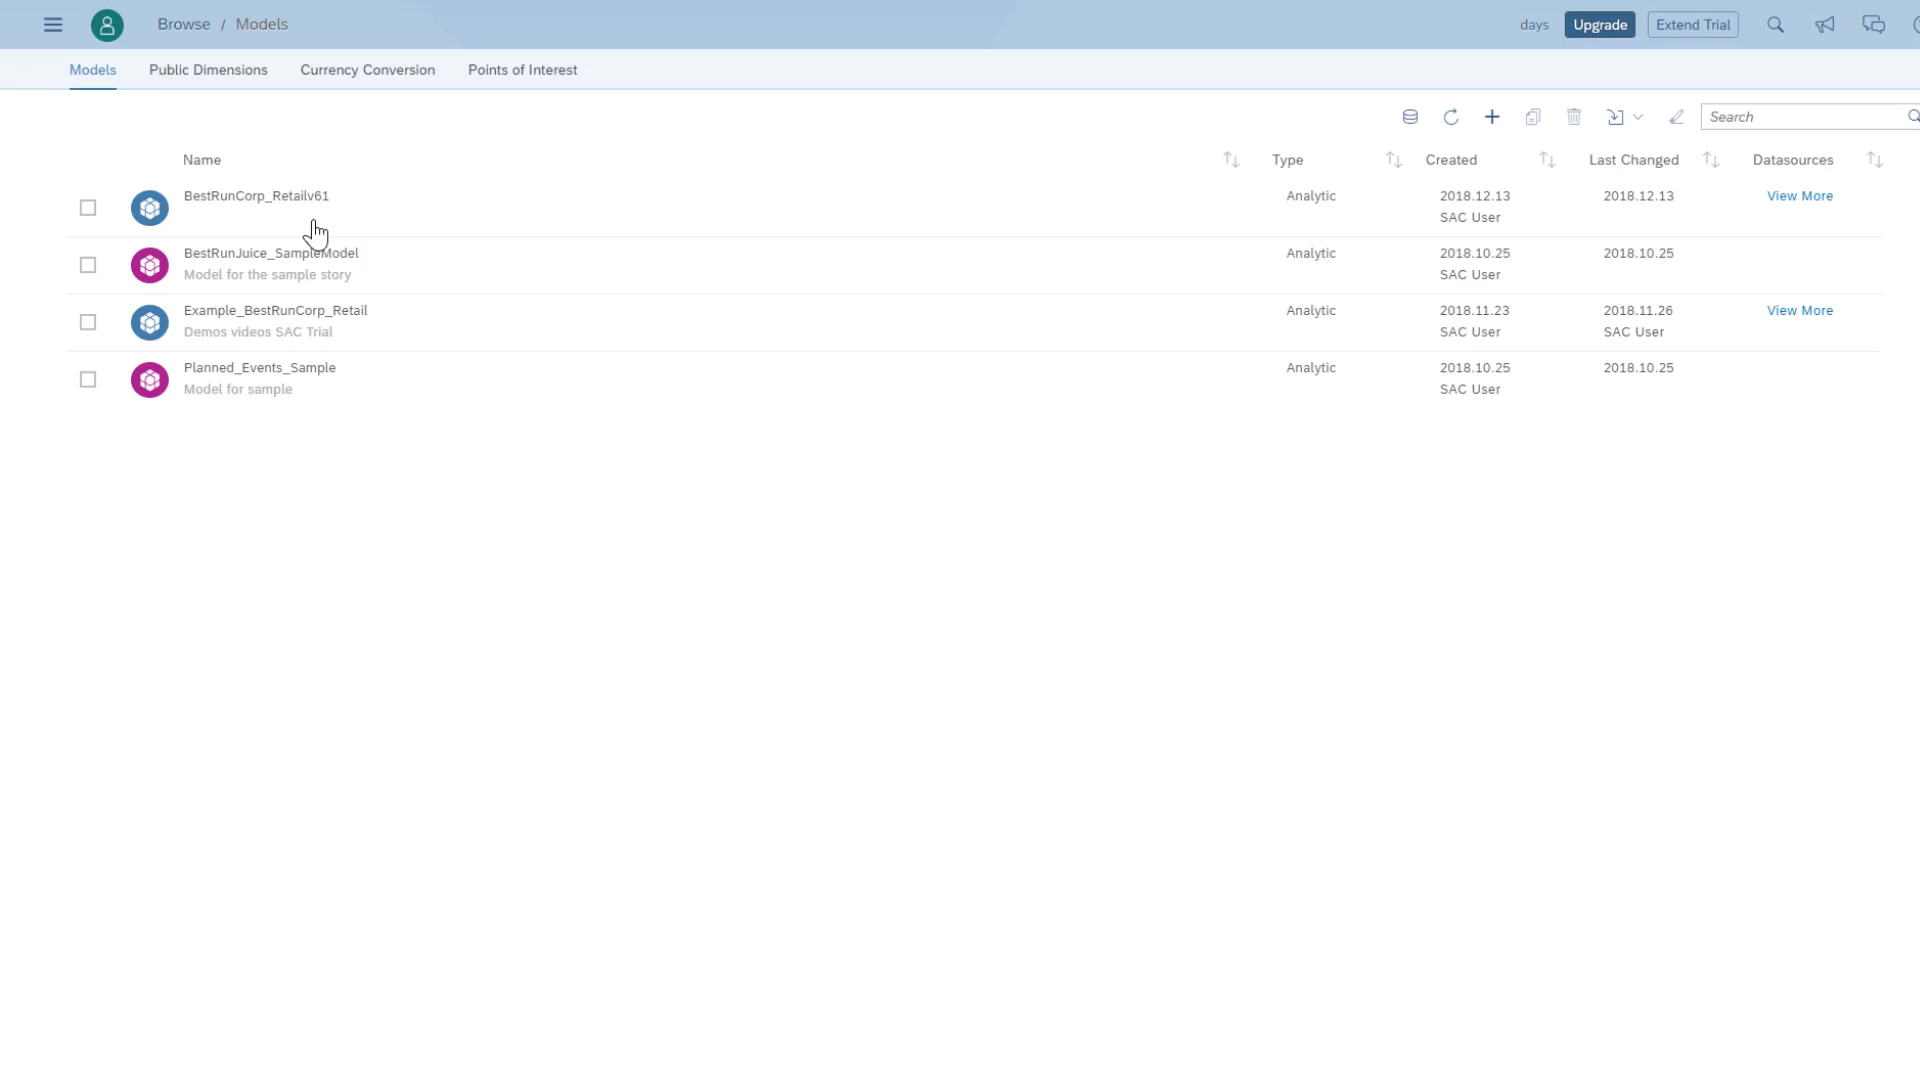 Browse / Models
days Upgrade Extend Trial
Models Public Dimensions Currency Conversion Points of Interest
Search
Name Type Created Last Changed Datasources
BestRunCorp_Retailv61 Analytic 2018.12.13 2018.12.13 View More
SAC User
BestRunJuice_SampleModel Analytic 2018.10.25 2018.10.25
Model for the sample story SAC User
Example_BestRunCorp_Retail Analytic 2018.11.23 2018.11.26 View More
Demos videos SAC Trial SAC User SAC User
Planned_Events_Sample Analytic 2018.10.25 2018.10.25
Model for sample SAC User